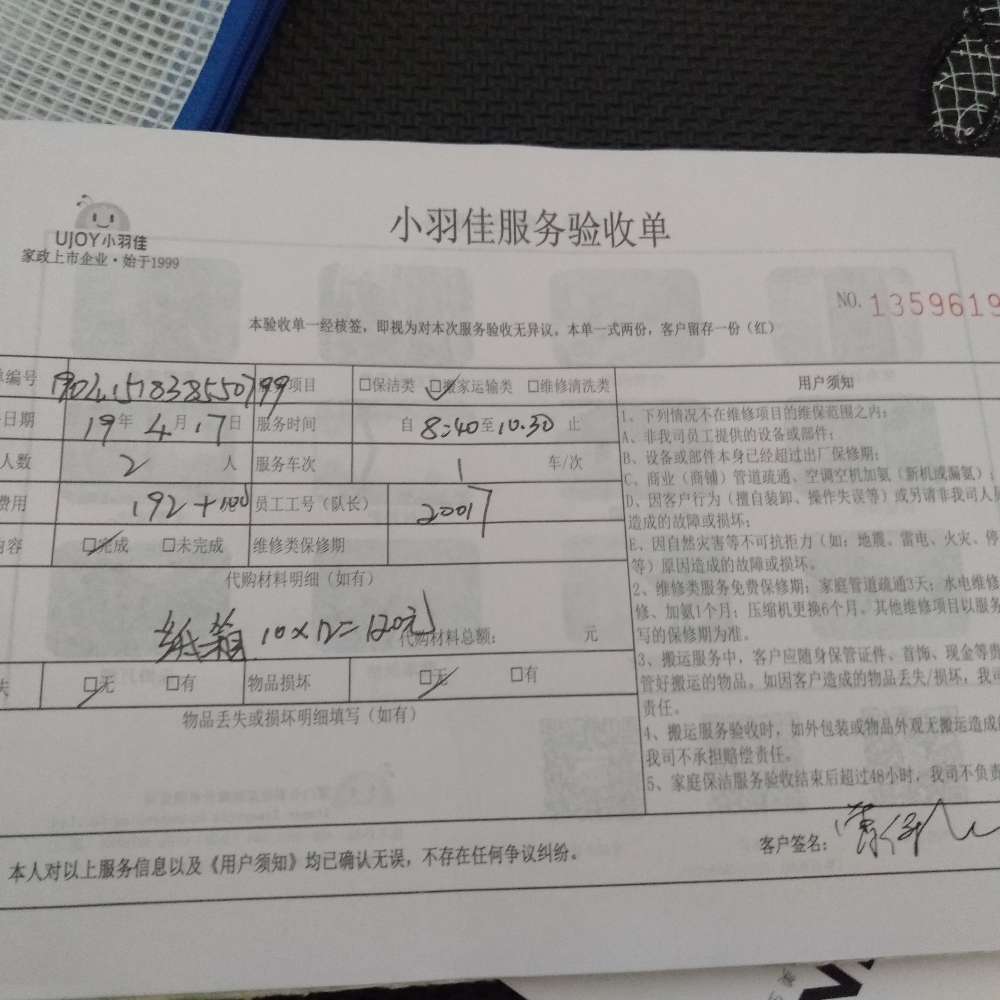 小羽佳服务验收单
UJOY小羽佳
家政上市企业·始于1999
NO. 1359619
本验收单一经核签，即视为对本次服务验收无异议，本单一式两份，客户留存一份（红）
单编号 项目 □保洁类 ☑搬家运输类 □维修清洗类
日期 19年4月17日 服务时间 自8:40至10:30止
人数 2人 服务车次 1车/次
费用 192+ 员工工号（队长） 20017
内容 ☑完成 □未完成 维修类保修期
代购材料明细（如有）
纸箱 10×12=120元 代购材料总额： 元
失 ☑无 □有 物品损坏 ☑无 □有
物品丢失或损坏明细填写（如有）
用户须知
1、下列情况不在维修项目的维保范围之内：
A、非我司员工提供的设备或部件；
B、设备或部件本身已经超过出厂保修期；
C、商业（商铺）管道疏通、空调空机加氨（新机或漏氨）；
D、因客户行为（擅自装卸、操作失误等）或另请非我司人员
造成的故障或损坏；
E、因自然灾害等不可抗拒力（如：地震、雷电、火灾、停
等）原因造成的故障或损坏。
2、维修类服务免费保修期：家庭管道疏通3天；水电维修
修、加氨1个月；压缩机更换6个月。其他维修项目以服务
写的保修期为准。
3、搬运服务中，客户应随身保管证件、首饰、现金等贵
管好搬运的物品。如因客户造成的物品丢失/损坏，我司
责任。
4、搬运服务验收时，如外包装或物品外观无搬运造成的
我司不承担赔偿责任。
5、家庭保洁服务验收结束后超过48小时，我司不负责
本人对以上服务信息以及《用户须知》均已确认无误，不存在任何争议纠纷。
客户签名：